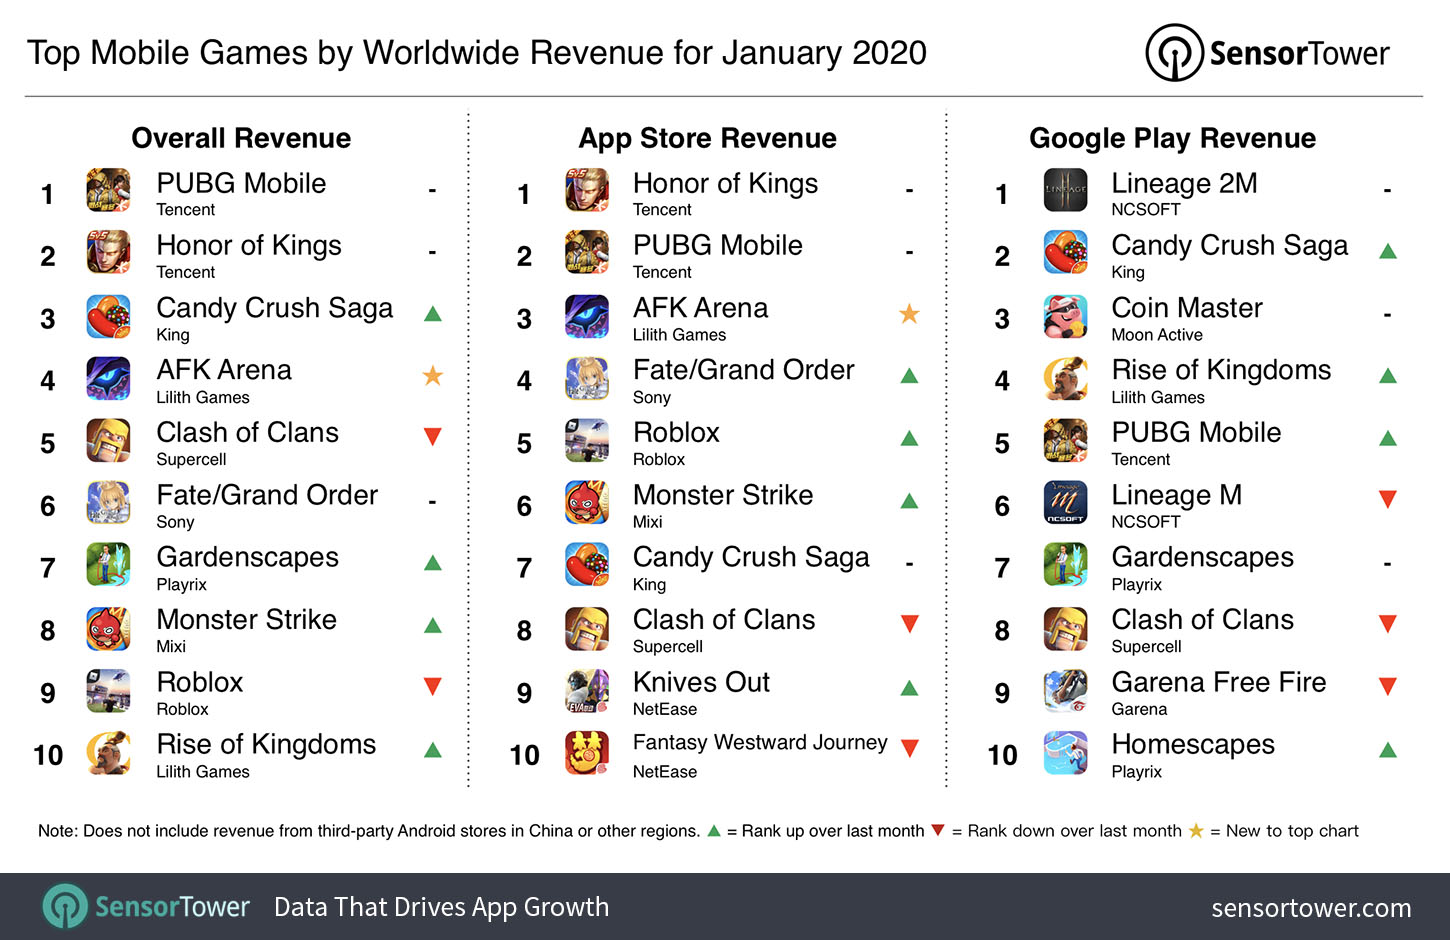 Top Mobile Games by Worldwide Revenue for January 2020
SensorTower
Overall Revenue
1
PUBG Mobile
-
Tencent
2
Honor of Kings
-
Tencent
3
Candy Crush Saga
▲
King
4
AFK Arena
★
Lilith Games
5
Clash of Clans
▼
Supercell
6
Fate/Grand Order
-
Sony
7
Gardenscapes
▲
Playrix
8
Monster Strike
▲
Mixi
9
Roblox
▼
Roblox
10
Rise of Kingdoms
▲
Lilith Games
App Store Revenue
1
Honor of Kings
-
Tencent
2
PUBG Mobile
-
Tencent
3
AFK Arena
★
Lilith Games
4
Fate/Grand Order
▲
Sony
5
Roblox
▲
Roblox
6
Monster Strike
▲
Mixi
7
Candy Crush Saga
-
King
8
Clash of Clans
▼
Supercell
9
Knives Out
▲
NetEase
10
Fantasy Westward Journey
▼
NetEase
Google Play Revenue
1
LINEAGE
Lineage 2M
-
NCSOFT
2
Candy Crush Saga
▲
King
3
Coin Master
-
Moon Active
4
Rise of Kingdoms
▲
Lilith Games
5
PUBG Mobile
▲
Tencent
6
NCSOFT
Lineage M
▼
NCSOFT
7
Gardenscapes
-
Playrix
8
Clash of Clans
▼
Supercell
9
Garena Free Fire
▼
Garena
10
Homescapes
▲
Playrix
Note: Does not include revenue from third-party Android stores in China or other regions. ▲ = Rank up over last month ▼ = Rank down over last month ★ = New to top chart
SensorTower Data That Drives App Growth
sensortower.com